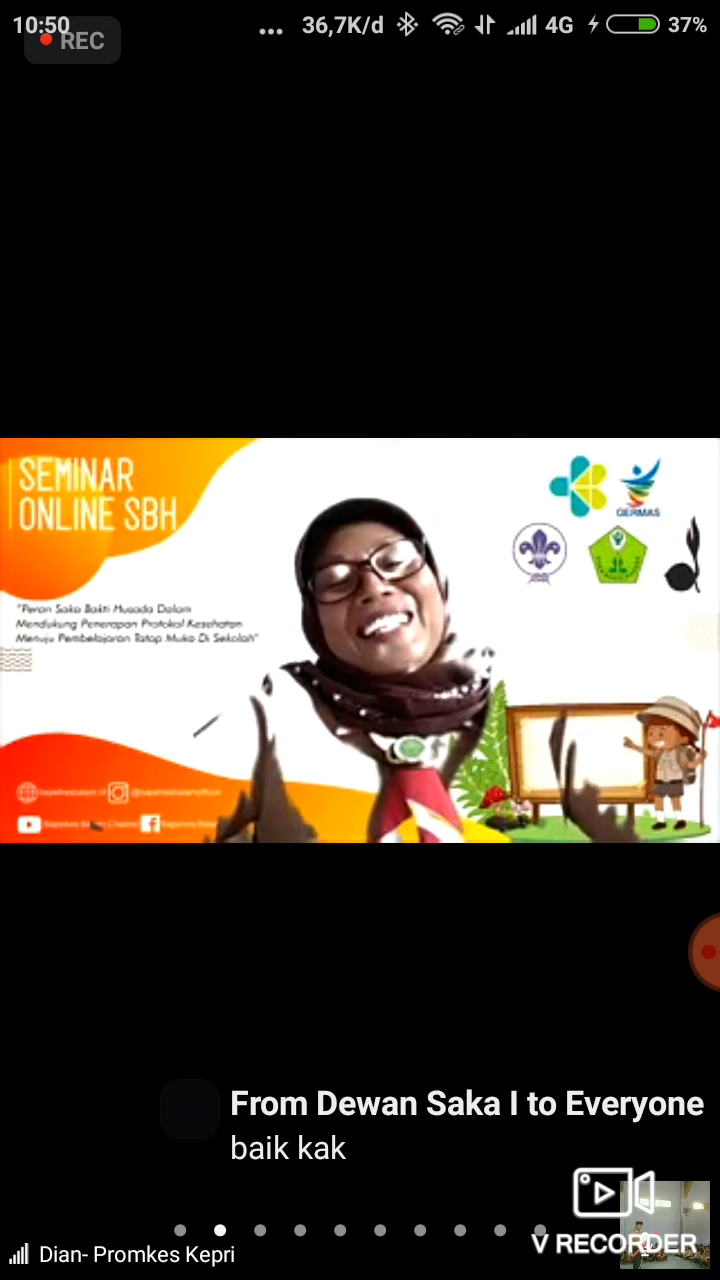 10:50
... 36,7K/d 4G 37%
REC
SEMINAR
ONLINE SBH
GERMAS
"Peran Saka Bakti Husada Dalam
Mendukung Penerapan Protokol Kesehatan
Menuju Pembelajaran Tatap Muka Di Sekolah"
From Dewan Saka I to Everyone
baik kak
V RECORDER
Dian- Promkes Kepri